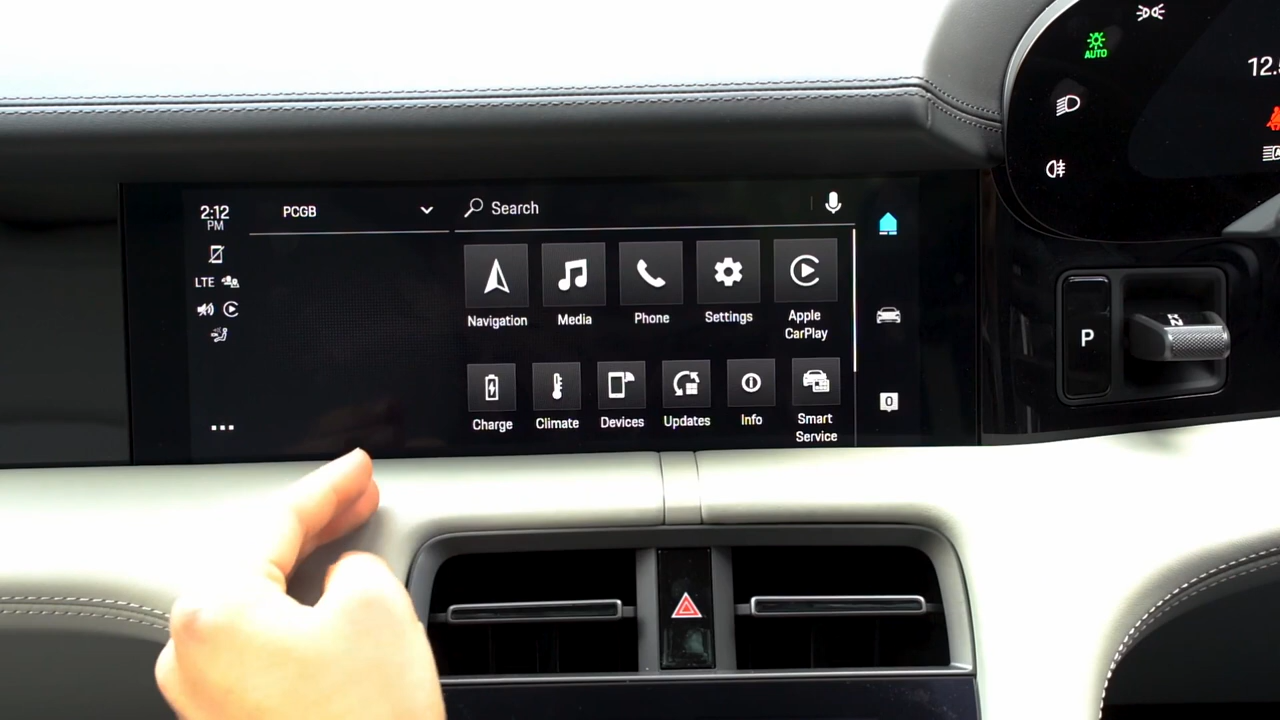 AUTO
12.5
2:12
PM
PCGB
Search
LTE
Navigation
Media
Phone
Settings
Apple
CarPlay
P
N
Charge
Climate
Devices
Updates
Info
Smart
Service
0